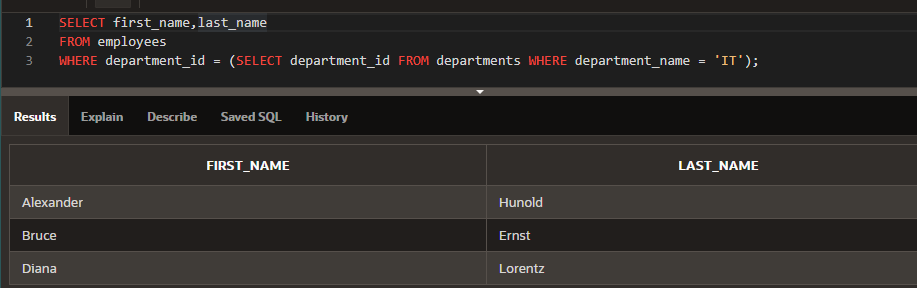 1 SELECT first_name,last_name
2 FROM employees
3 WHERE department_id = (SELECT department_id FROM departments WHERE department_name = 'IT');
Results Explain Describe Saved SQL History
FIRST_NAME LAST_NAME
Alexander Hunold
Bruce Ernst
Diana Lorentz